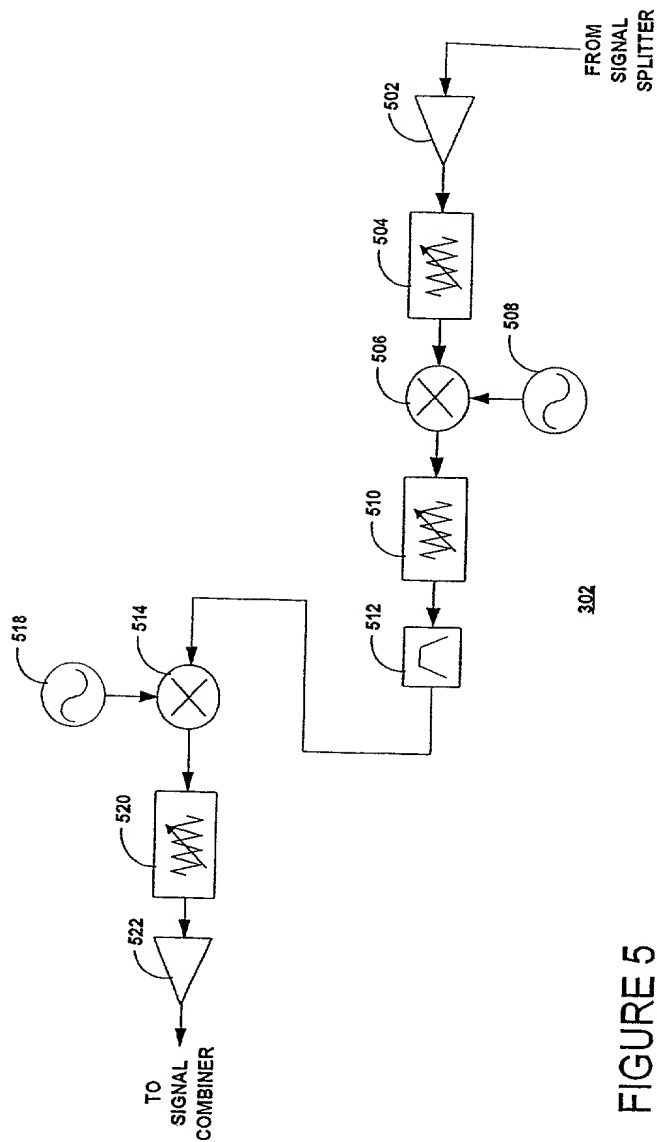 518
514
520
522
TO
SIGNAL
COMBINER
502
504
506
508
510
512
302
FROM
SIGNAL
SPLITTER
FIGURE 5